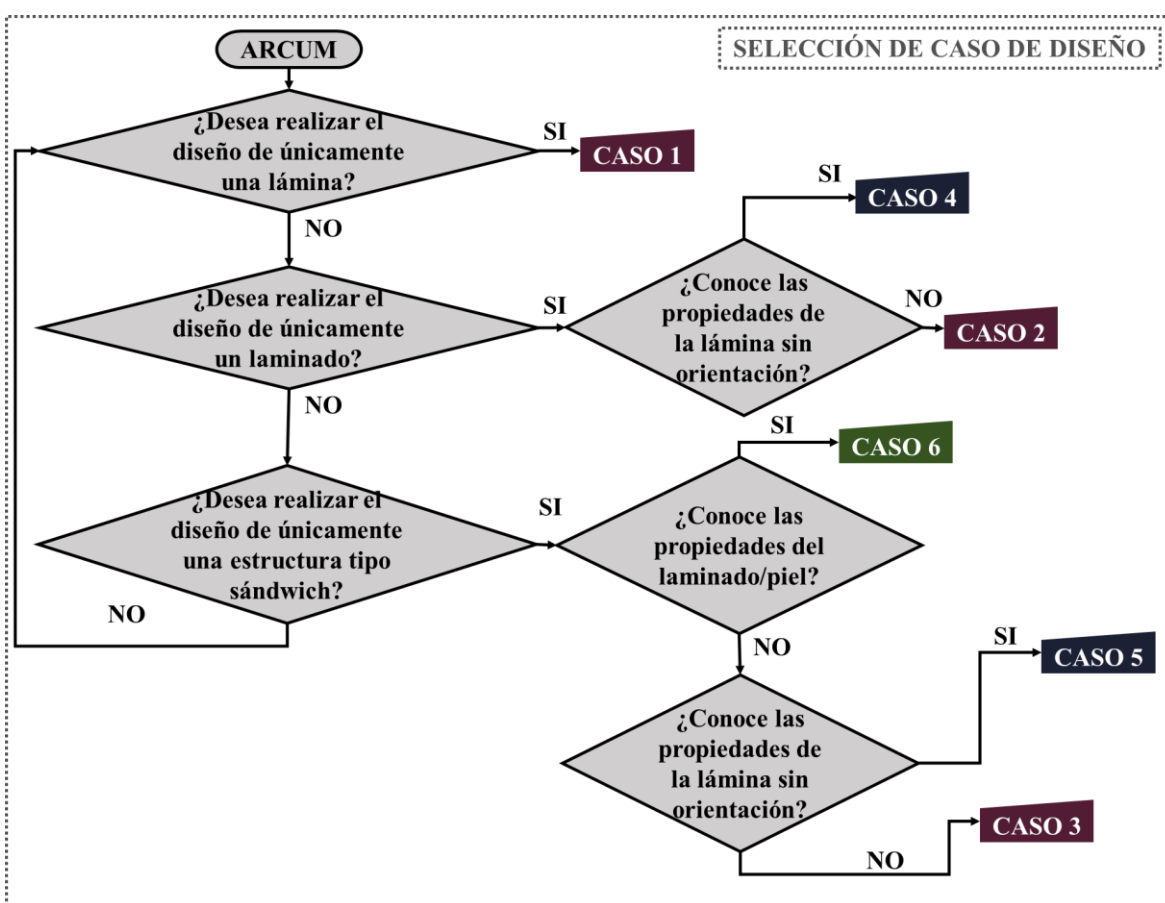 ARCUM
SELECCIÓN DE CASO DE DISEÑO
¿Desea realizar el
diseño de únicamente
una lámina?
SI
CASO 1
NO
¿Desea realizar el
diseño de únicamente
un laminado?
SI
¿Conoce las
propiedades de
la lámina sin
orientación?
SI
CASO 4
NO
CASO 2
NO
¿Desea realizar el
diseño de únicamente
una estructura tipo
sándwich?
NO
SI
¿Conoce las
propiedades del
laminado/piel?
SI
CASO 6
NO
¿Conoce las
propiedades de
la lámina sin
orientación?
SI
CASO 5
NO
CASO 3